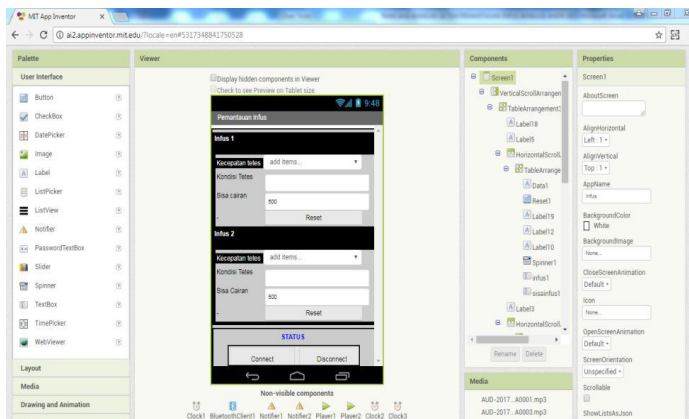 MIT App Inventor
ai2.appinventor.mit.edu/?locale=en#5317348841750528
Palette
User Interface
Button
CheckBox
DatePicker
Image
Label
ListPicker
ListView
Notifier
PasswordTextBox
Slider
Spinner
TextBox
TimePicker
WebViewer
Layout
Media
Drawing and Animation
Viewer
Display hidden components in Viewer
Check to see Preview on Tablet size.
9:48
Pemantauan Infus
Infus 1
Kecepatan tetes add items...
Kondisi Tetes
Sisa cairan
500
- Reset
Infus 2
Kecepatan tetes add items...
Kondisi Tetes
Sisa Cairan
500
- Reset
STATUS
Connect Disconnect
Non-visible components
Clock1 BluetoothClient1 Notifier1 Notifier2 Player1 Player2 Clock2 Clock3
Components
Screen1
VerticalScrollArrangem
TableArrangement
Label18
Label5
HorizontalScroll
TableArrange
Data1
Reset1
Label19
Label12
Label10
Spinner1
infus1
sisainfus1
Label3
HorizontalScroll
Rename Delete
Media
AUD-2017...A0001.mp3
AUD-2017...A0003.mp3
Properties
Screen1
AboutScreen
AlignHorizontal
Left : 1
AlignVertical
Top : 1
AppName
Infus
BackgroundColor
White
BackgroundImage
None...
CloseScreenAnimation
Default
Icon
None...
OpenScreenAnimation
Default
ScreenOrientation
Unspecified
Scrollable
ShowListsAsJson